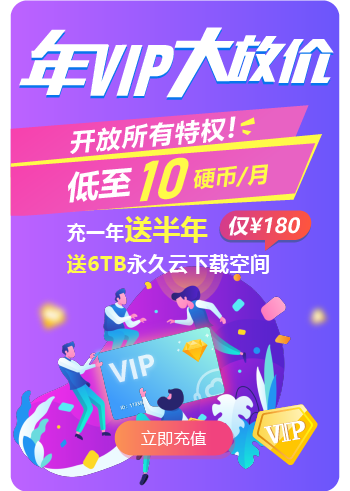 年VIP大放价
开放所有特权!
低至10硬币/月
充一年送半年 仅¥180
送6TB永久云下载空间
VIP
立即充值
VIP